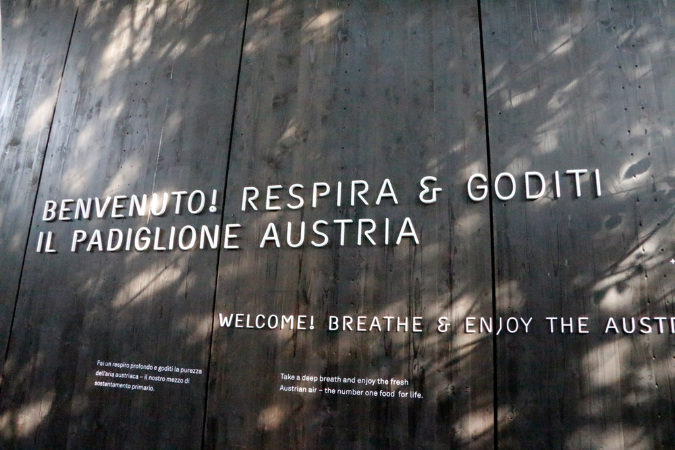 BENVENUTO! RESPIRA & GODITI
IL PADIGLIONE AUSTRIA
WELCOME! BREATHE & ENJOY THE
Fai un respiro profondo e goditi la purezza
dell'aria austriaca – il nostro mezzo di
sostentamento primario.
Take a deep breath and enjoy the fresh
Austrian air – the number one food for life.